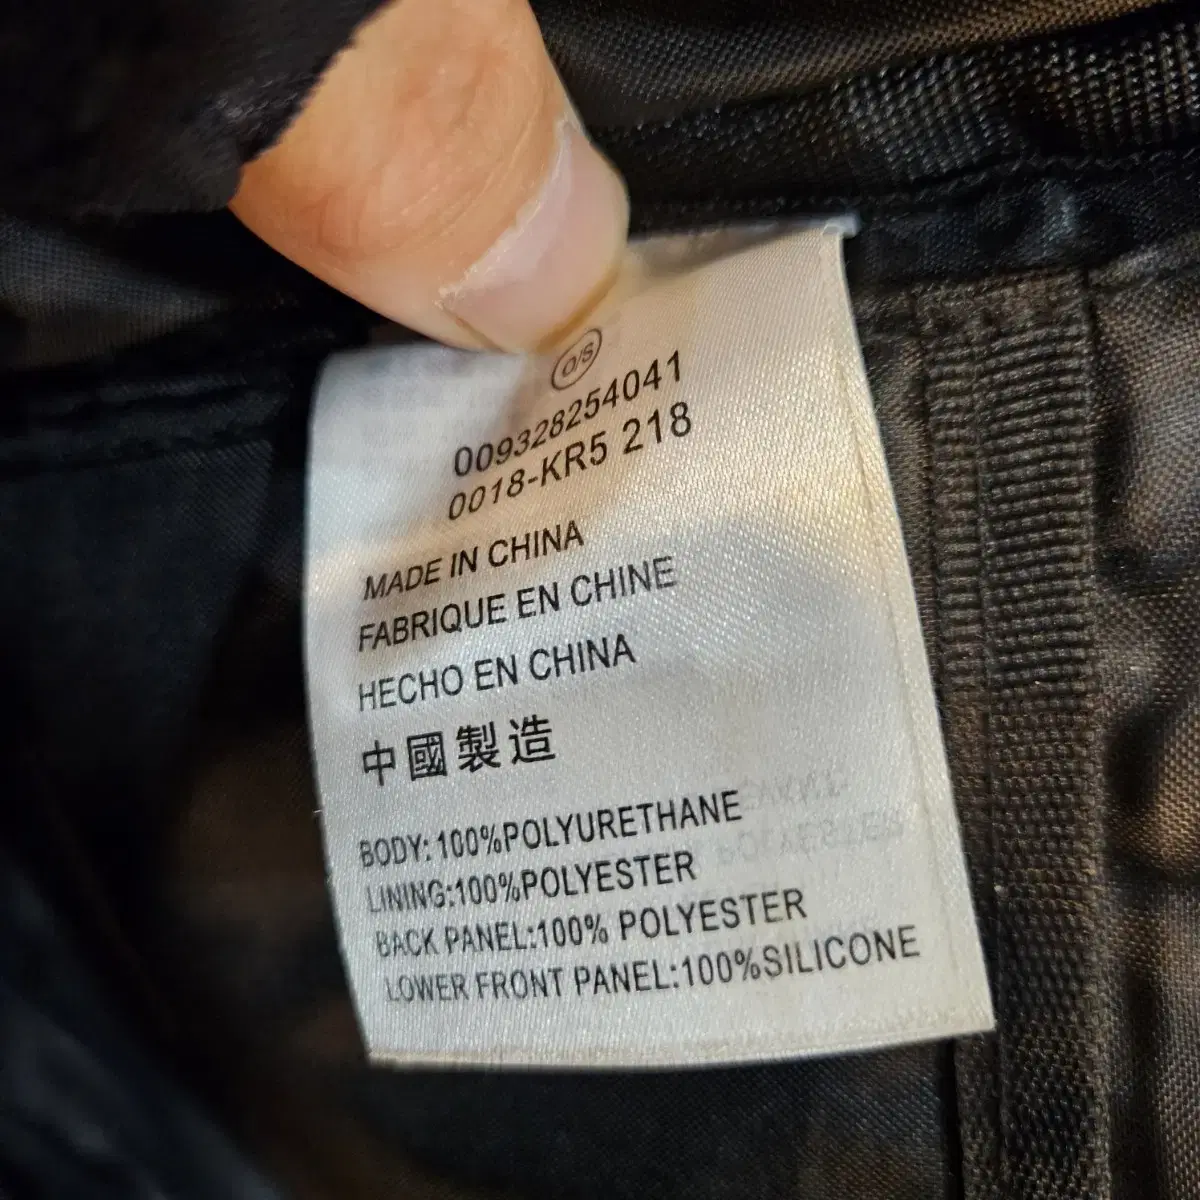 O/S
009328254041
0018-KR5 218
MADE IN CHINA
FABRIQUE EN CHINE
HECHO EN CHINA
中國製造
BODY:100%POLYURETHANE
LINING:100%POLYESTER
BACK PANEL:100% POLYESTER
LOWER FRONT PANEL:100%SILICONE